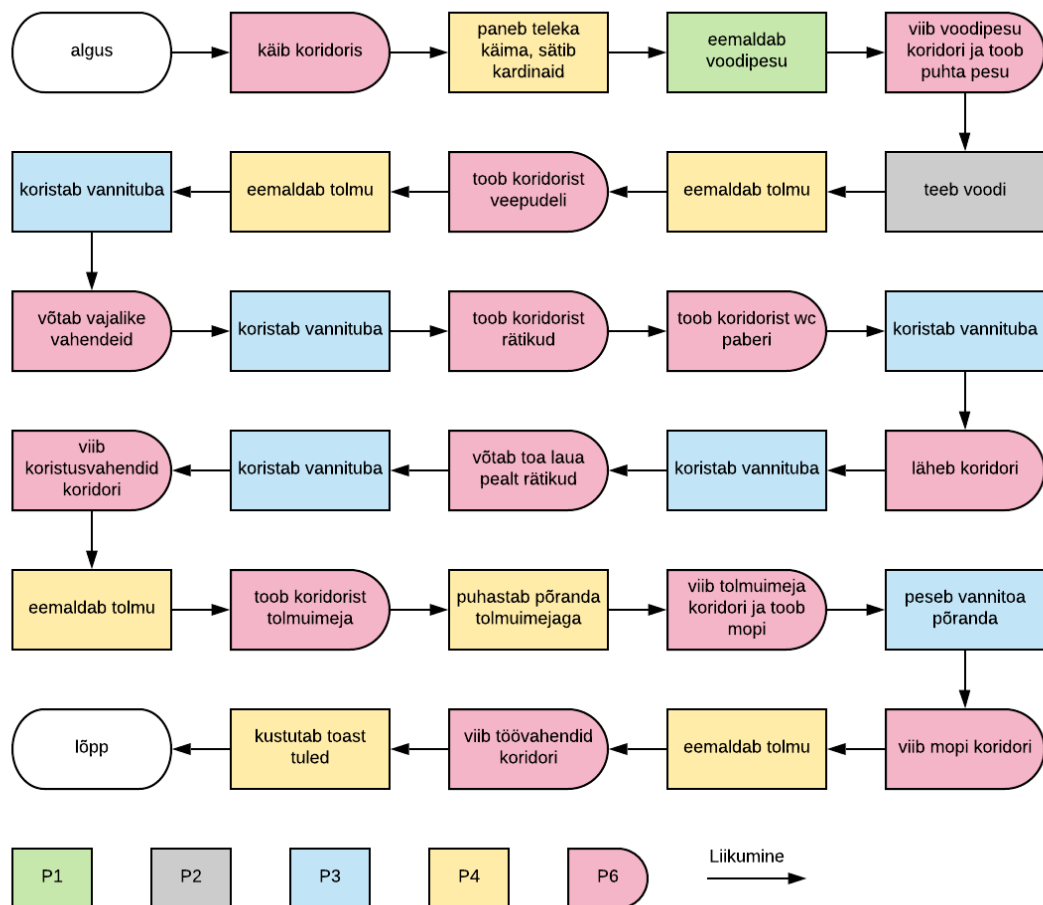 algus
käib koridoris
paneb teleka
käima, sätib
kardinaid
eemaldab
voodipesu
viib voodipesu
koridori ja toob
puhta pesu
koristab vannituba
eemaldab tolmu
toob koridorist
veepudeli
eemaldab tolmu
teeb voodi
võtab vajalike
vahendeid
koristab vannituba
toob koridorist
rätikud
toob koridorist wc
paberi
koristab vannituba
viib
koristusvahendid
koridori
koristab vannituba
võtab toa laua
pealt rätikud
koristab vannituba
läheb koridori
eemaldab tolmu
toob koridorist
tolmuimeja
puhastab põranda
tolmuimejaga
viib tolmuimeja
koridori ja toob
mopi
peseb vannitoa
põranda
lõpp
kustutab toast
tuled
viib töövahendid
koridori
eemaldab tolmu
viib mopi koridori
P1
P2
P3
P4
P6
Liikumine